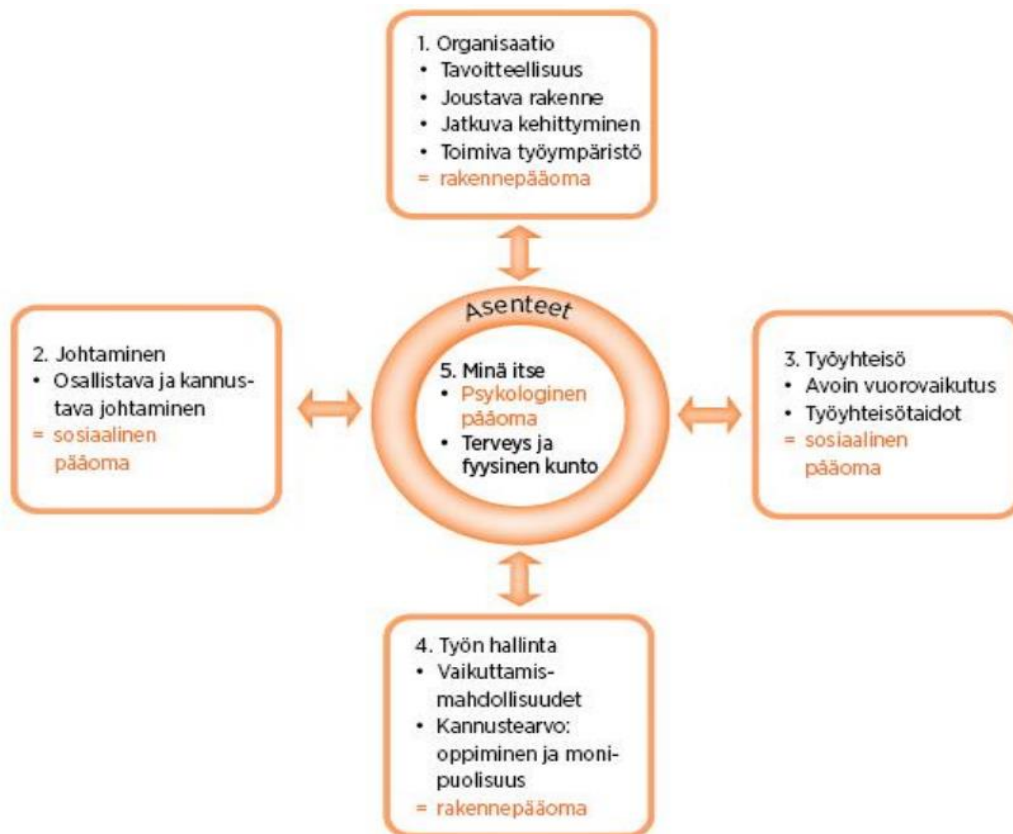 1. Organisaatio
• Tavoitteellisuus
• Joustava rakenne
• Jatkuva kehittyminen
• Toimiva työympäristö
= rakennepääoma
Asenteet
2. Johtaminen
• Osallistava ja kannus-
tava johtaminen
= sosiaalinen
pääoma
5. Minä itse
• Psykologinen
pääoma
• Terveys ja
fyysinen kunto
3. Työyhteisö
• Avoin vuorovaikutus
• Työyhteisötaidot
= sosiaalinen
pääoma
4. Työn hallinta
• Vaikuttamis-
mahdollisuudet
• Kannustearvo:
oppiminen ja moni-
puolisuus
= rakennepääoma